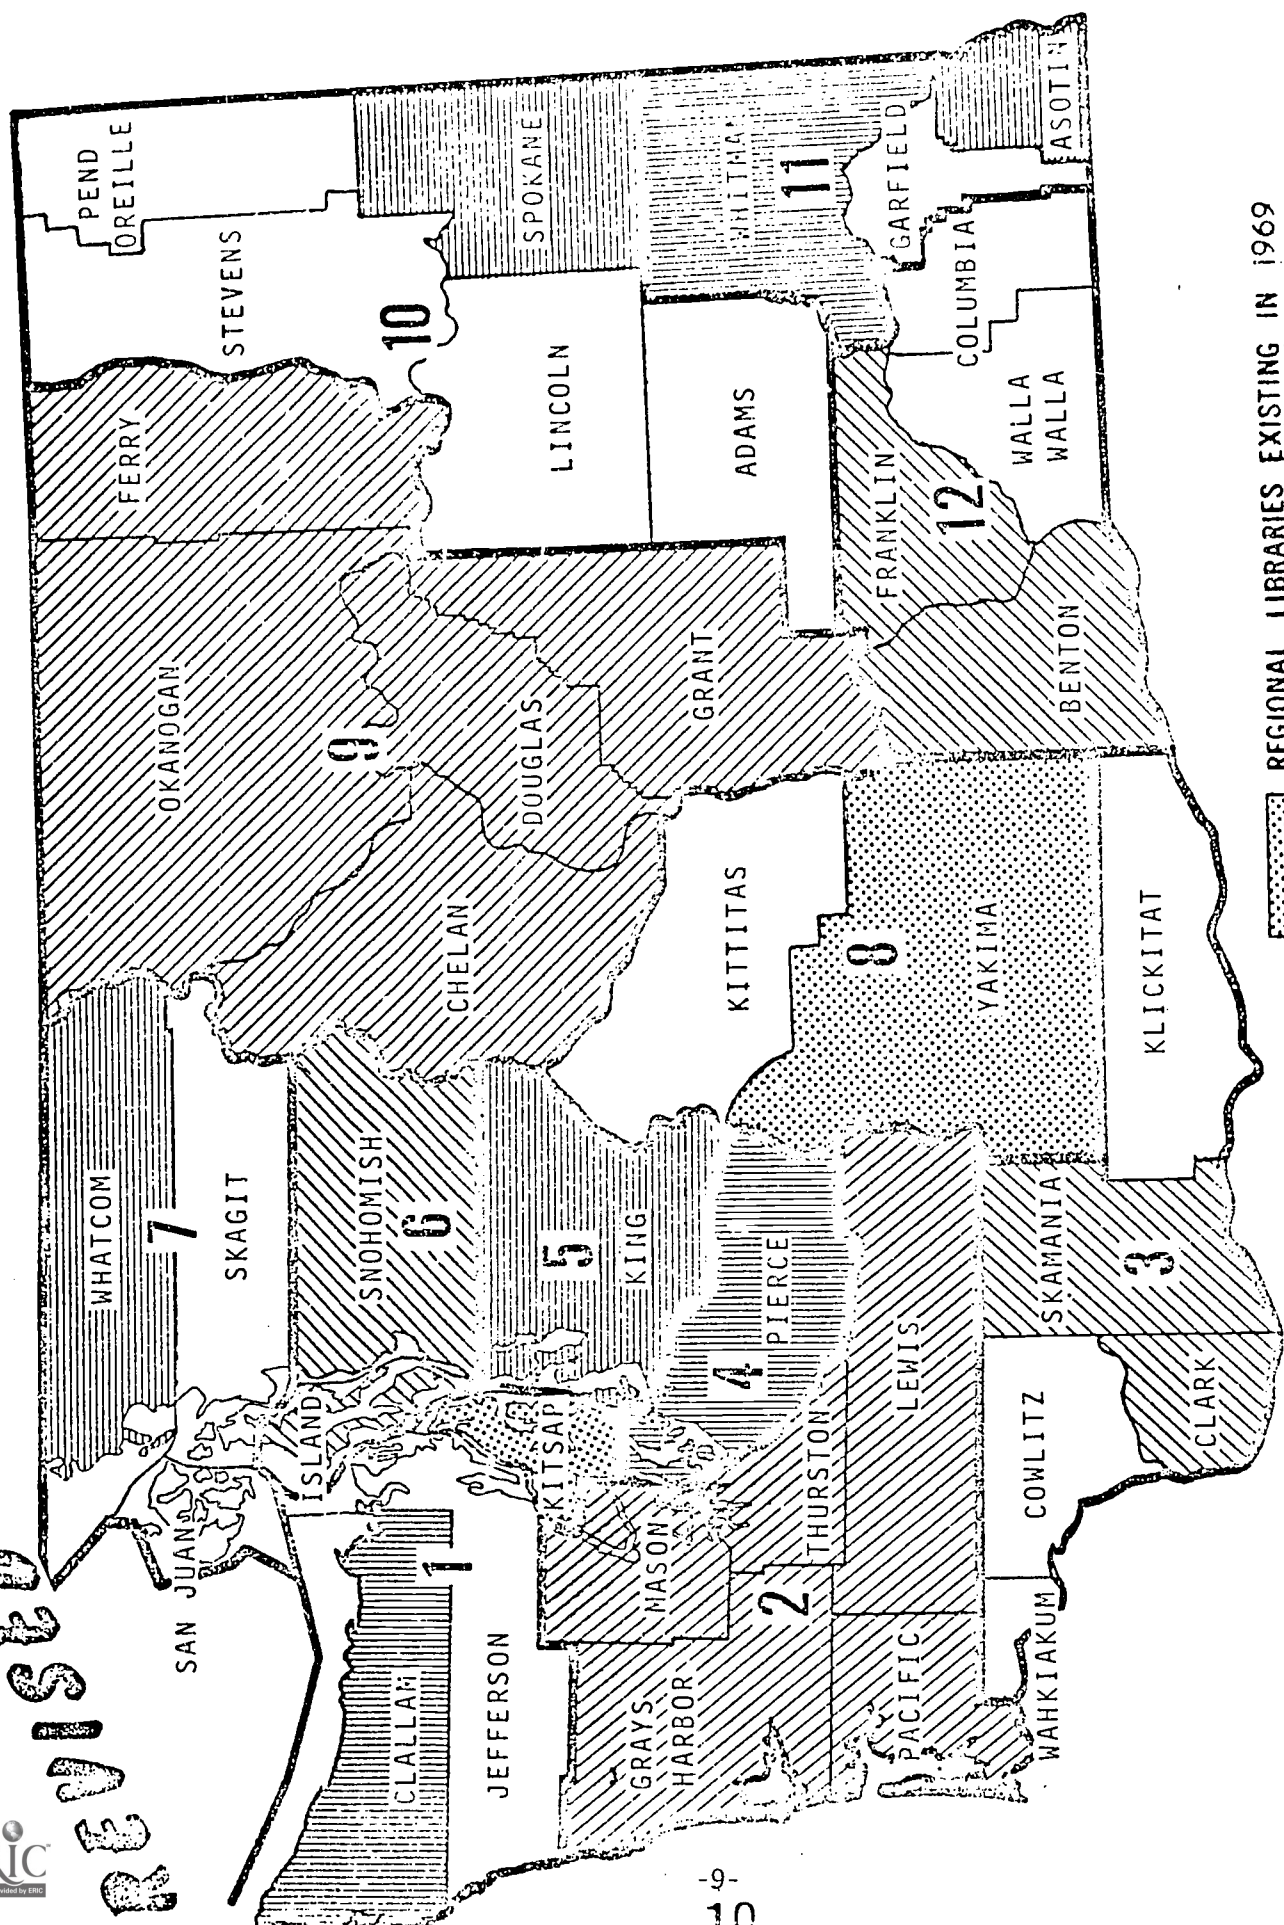 REVISED
WHATCOM
7
SKAGIT
SAN JUAN
ISLAND
SNOHOMISH
6
CLALLAM
1
JEFFERSON
KITSAP
5
KING
MASON
GRAYS
HARBOR
2
THURSTON
4
PIERCE
PACIFIC
LEWIS
WAHKIAKUM
COWLITZ
SKAMANIA
3
CLARK
OKANOGAN
9
CHELAN
DOUGLAS
GRANT
KITTITAS
8
YAKIMA
KLICKITAT
FERRY
STEVENS
PEND
OREILLE
10
SPOKANE
LINCOLN
ADAMS
WHITMAN
11
GARFIELD
ASOTIN
COLUMBIA
FRANKLIN
12
WALLA
WALLA
BENTON
REGIONAL LIBRARIES EXISTING IN 1969
-9-
10